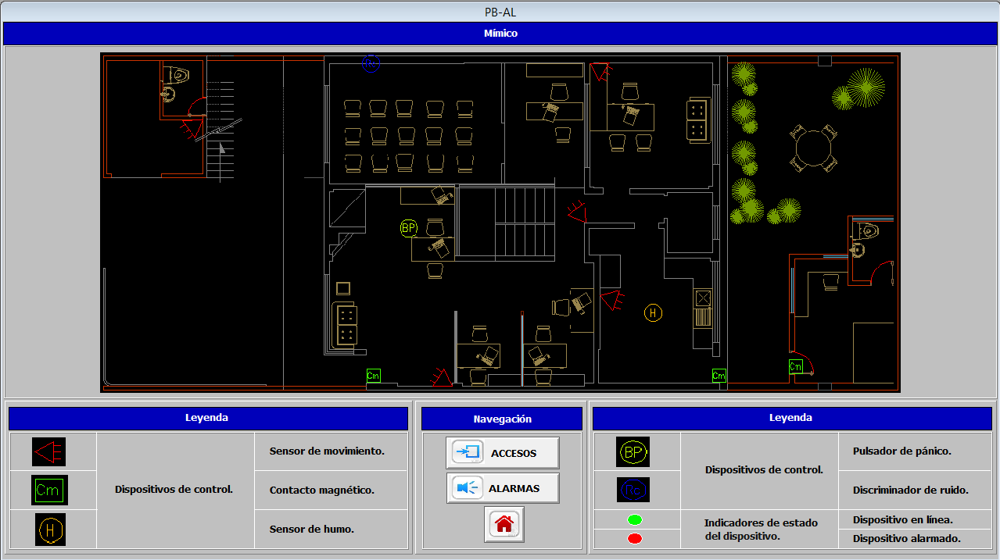 PB-AL
Mímico
Rc
BP
H
Cm
Cm
Cm
Leyenda
Sensor de movimiento.
Cm
Dispositivos de control.
Contacto magnético.
H
Sensor de humo.
Navegación
ACCESOS
ALARMAS
Leyenda
BP
Dispositivos de control.
Pulsador de pánico.
Rc
Discriminador de ruido.
Indicadores de estado
del dispositivo.
Dispositivo en línea.
Dispositivo alarmado.